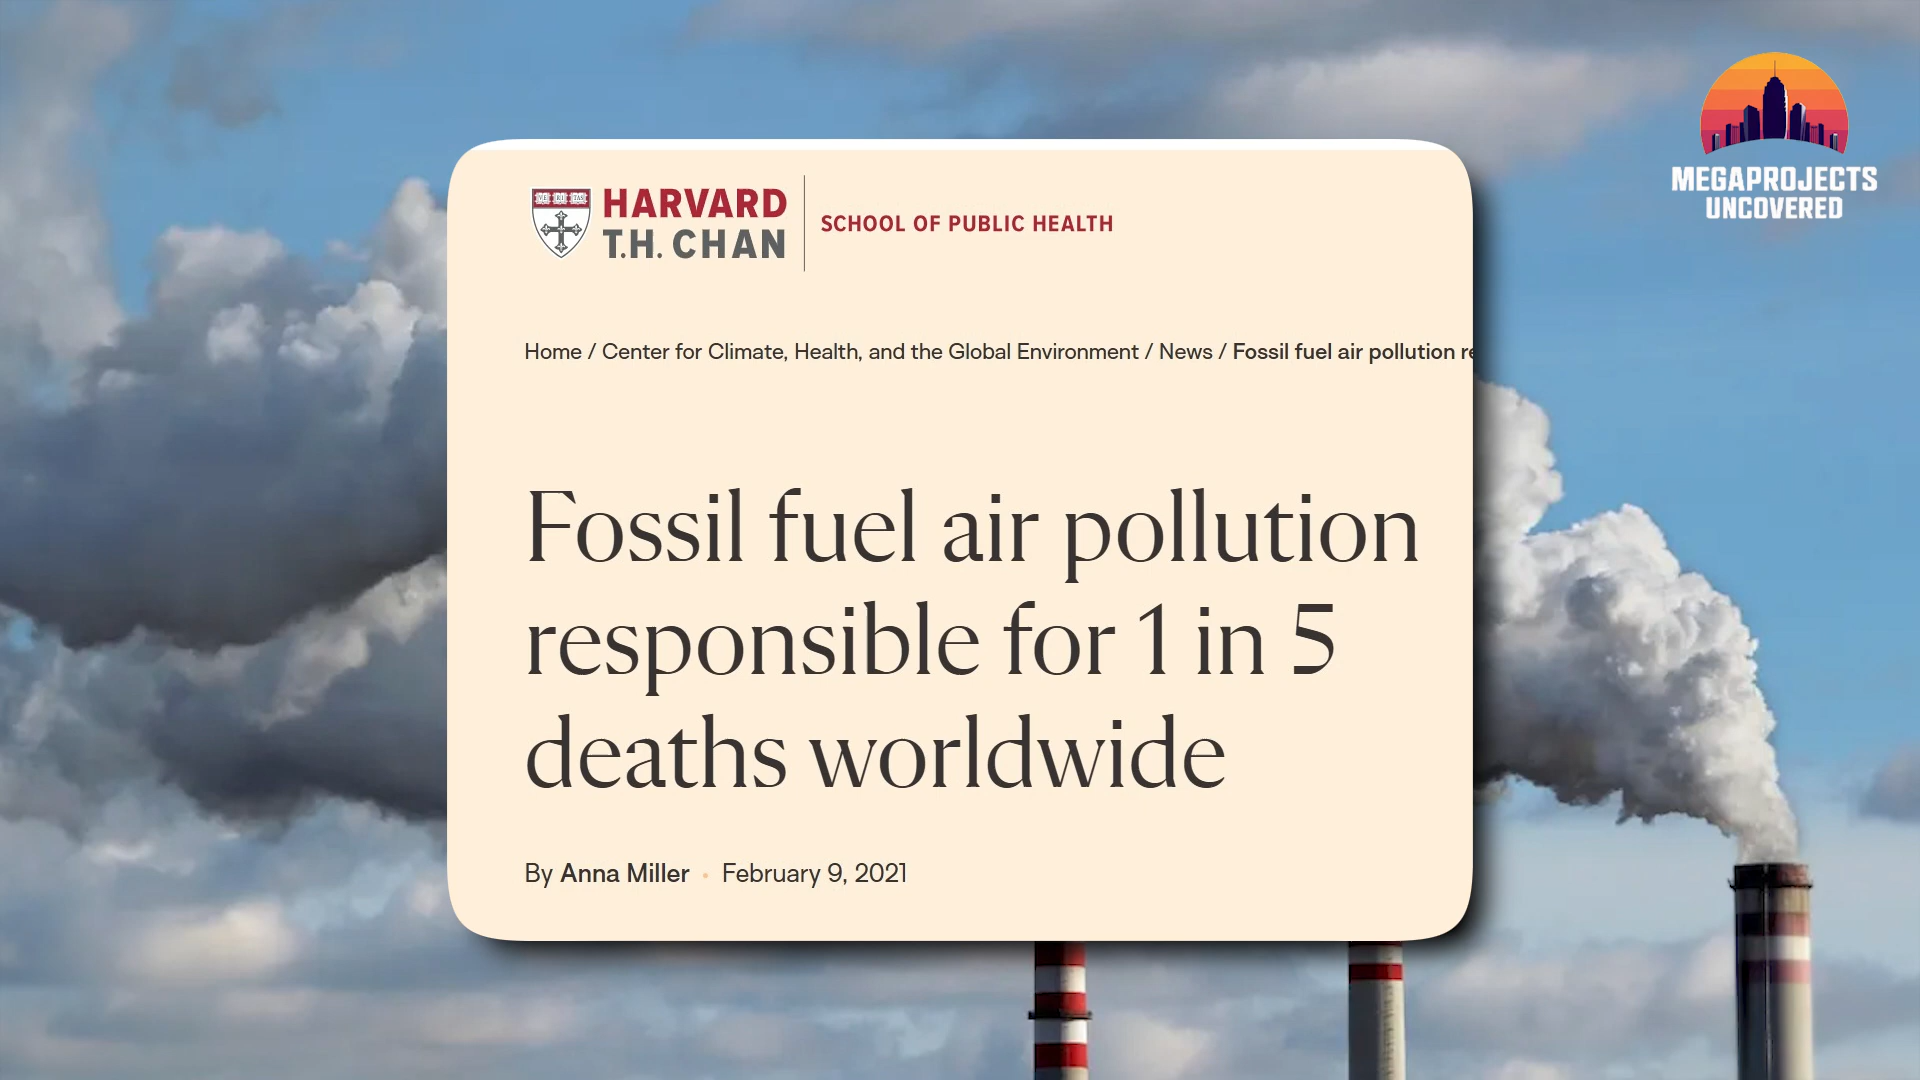 MEGAPROJECTS
UNCOVERED
HARVARD
T.H. CHAN
SCHOOL OF PUBLIC HEALTH
Home / Center for Climate, Health, and the Global Environment / News / Fossil fuel air pollution
Fossil fuel air pollution
responsible for 1 in 5
deaths worldwide
By Anna Miller • February 9, 2021